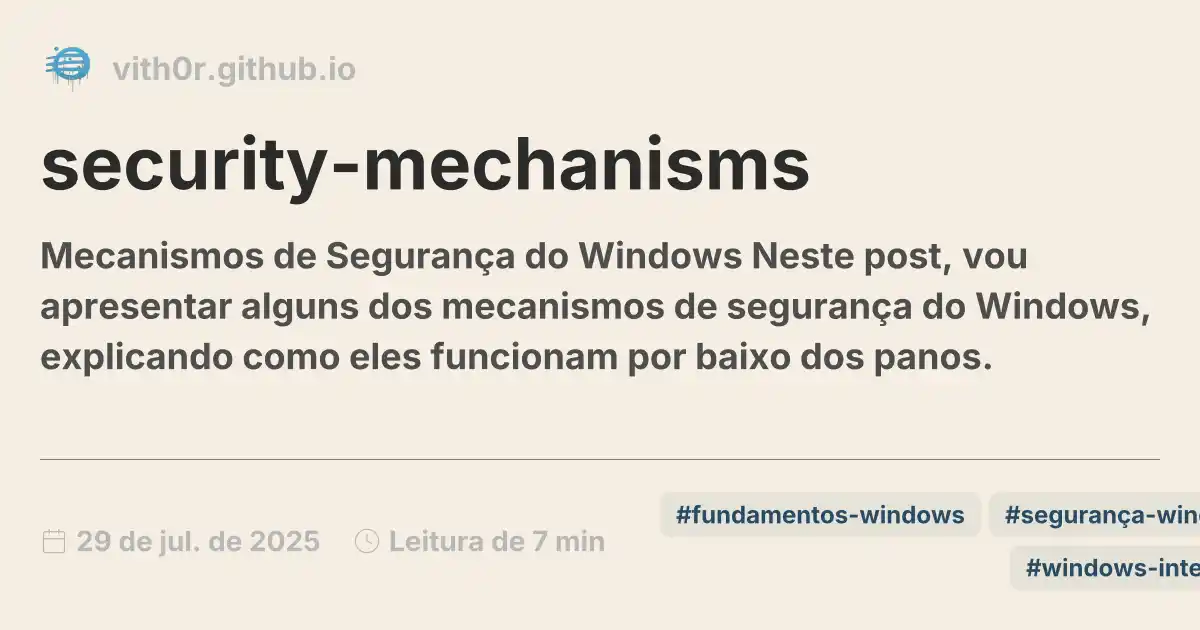 vith0r.github.io
security-mechanisms
Mecanismos de Segurança do Windows Neste post, vou
apresentar alguns dos mecanismos de segurança do Windows,
explicando como eles funcionam por baixo dos panos.
29 de jul. de 2025
Leitura de 7 min
#fundamentos-windows
#segurança-win
#windows-inte